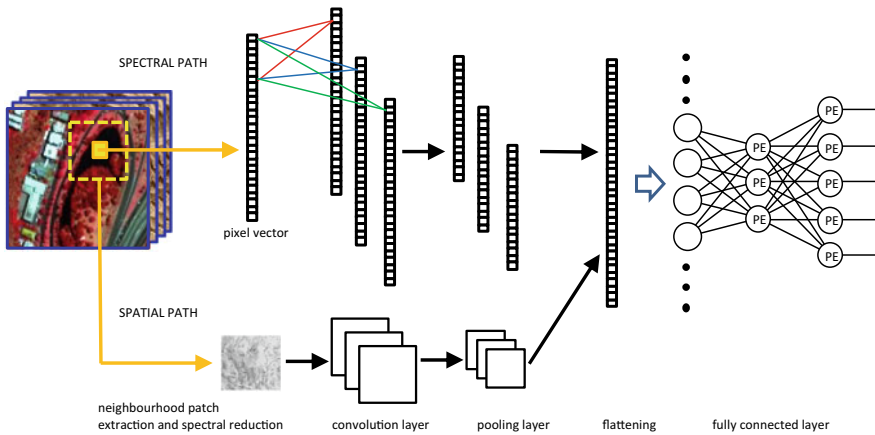 SPECTRAL PATH
pixel vector
PE
PE
PE
PE
PE
PE
PE
PE
SPATIAL PATH
neighbourhood patch
extraction and spectral reduction
convolution layer
pooling layer
flattening
fully connected layer